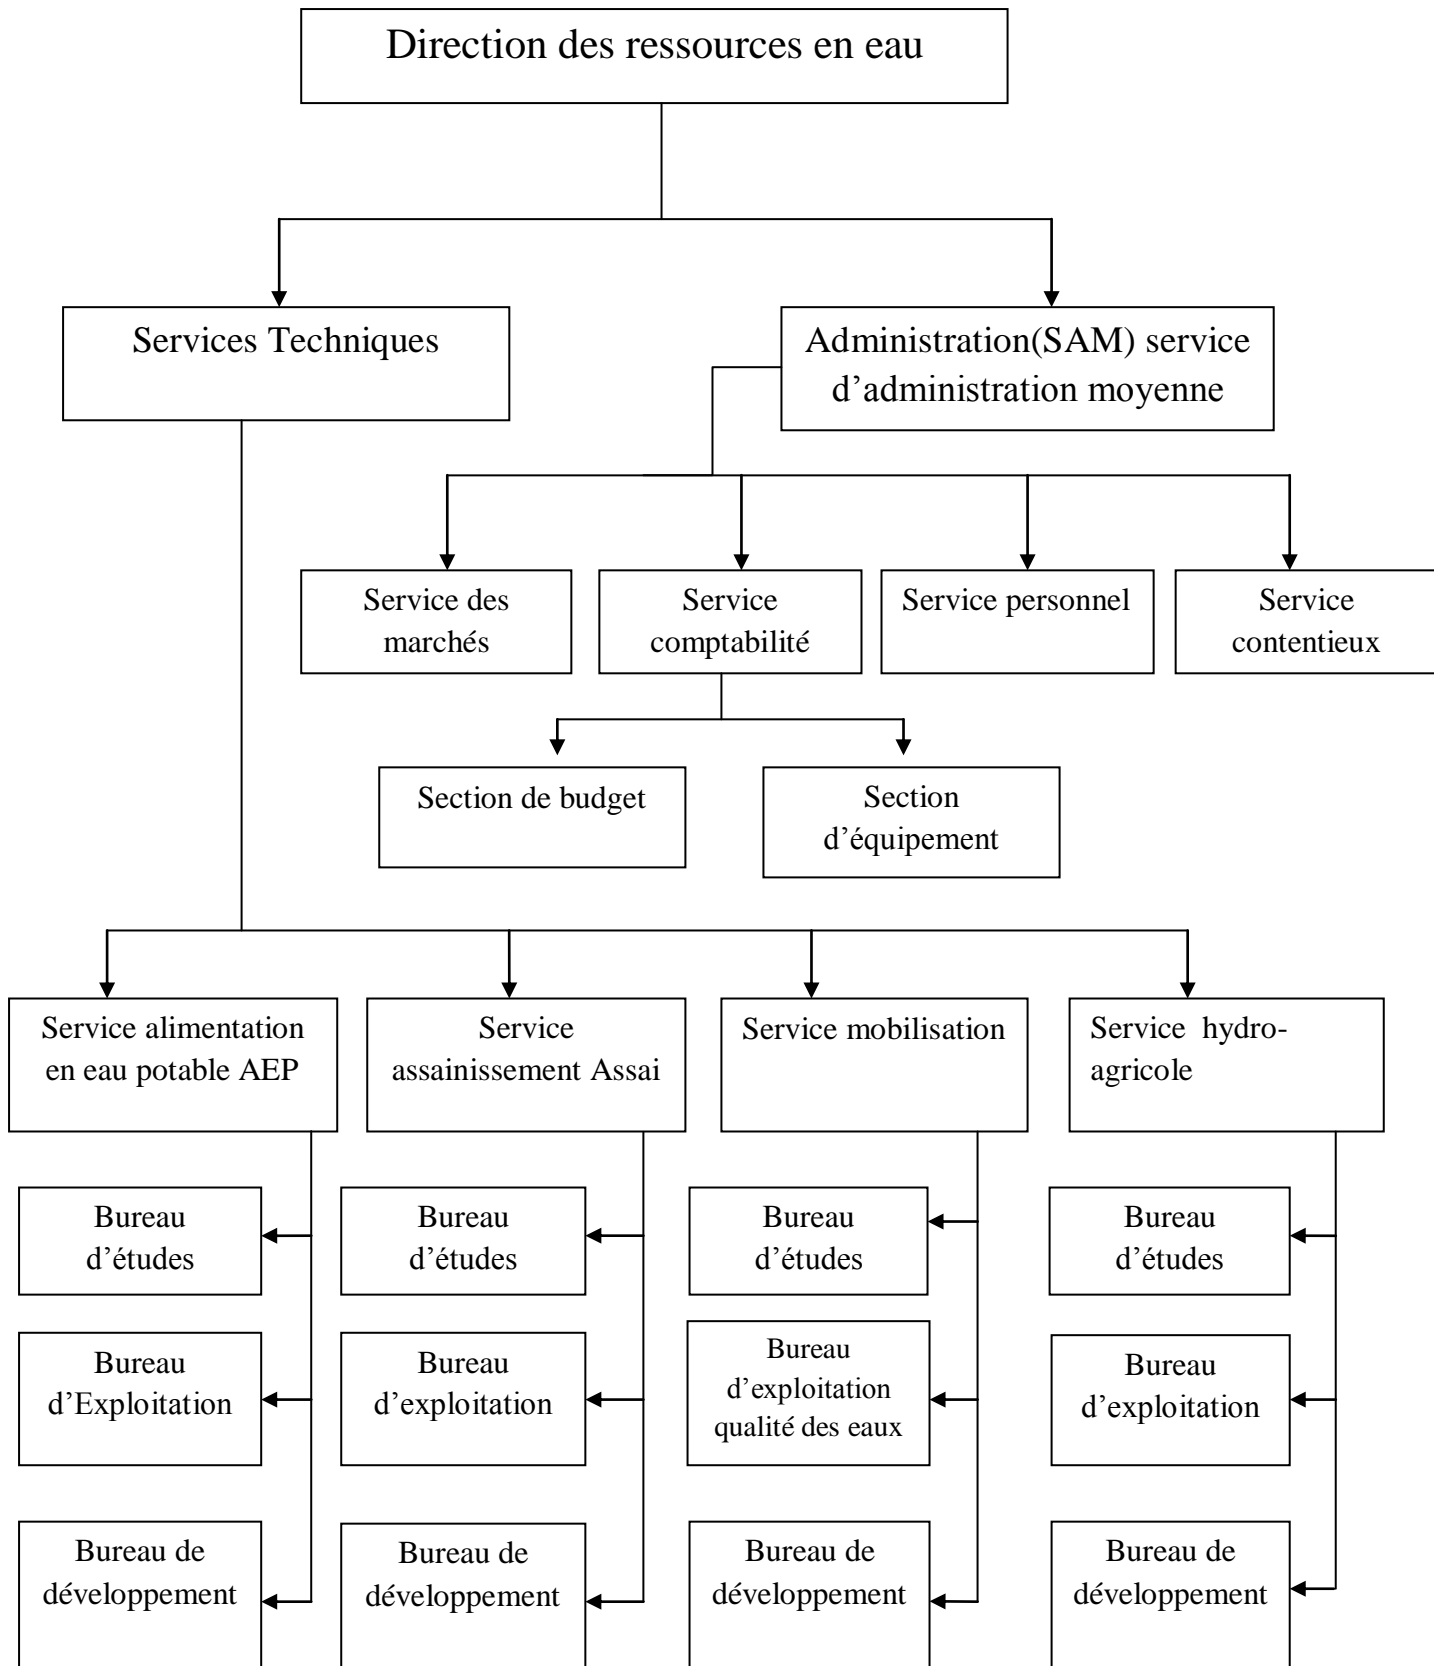 Direction des ressources en eau
Services Techniques
Administration(SAM) service
d’administration moyenne
Service des
marchés
Service
comptabilité
Service personnel
Service
contentieux
Section de budget
Section
d’équipement
Service alimentation
en eau potable AEP
Service
assainissement Assai
Service mobilisation
Service  hydro-
agricole
Bureau
d’études
Bureau
d’études
Bureau
d’études
Bureau
d’études
Bureau
d’Exploitation
Bureau
d’exploitation
Bureau
d’exploitation
qualité des eaux
Bureau
d’exploitation
Bureau de
développement
Bureau de
développement
Bureau de
développement
Bureau de
développement